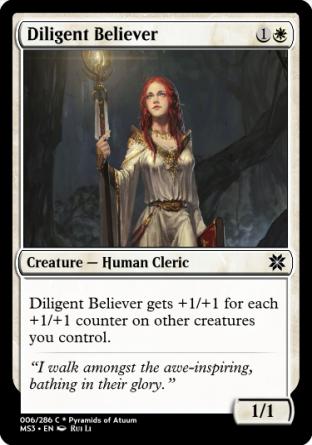 Diligent Believer 1
Creature — Human Cleric
Diligent Believer gets +1/+1 for each
+1/+1 counter on other creatures
you control.
“I walk amongst the awe-inspiring,
bathing in their glory.”
1/1
006/286 C * Pyramids of Atuum
MS3 • EN Rui Li